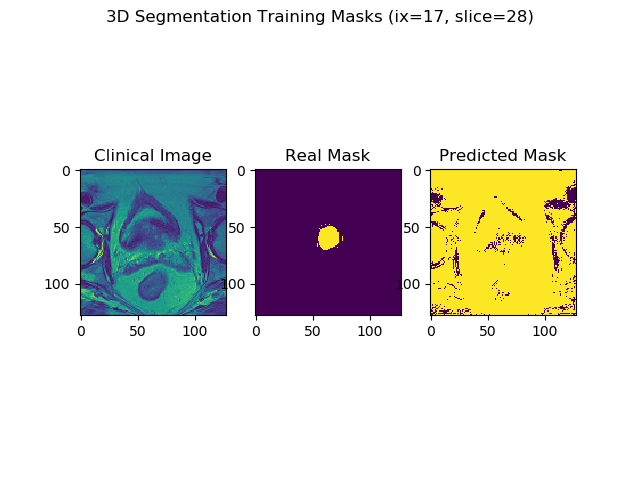 3D Segmentation Training Masks (ix=17, slice=28)
Clinical Image Real Mask Predicted Mask
0 0 0
50 50 50
100 100 100
0 50 100 0 50 100 0 50 100